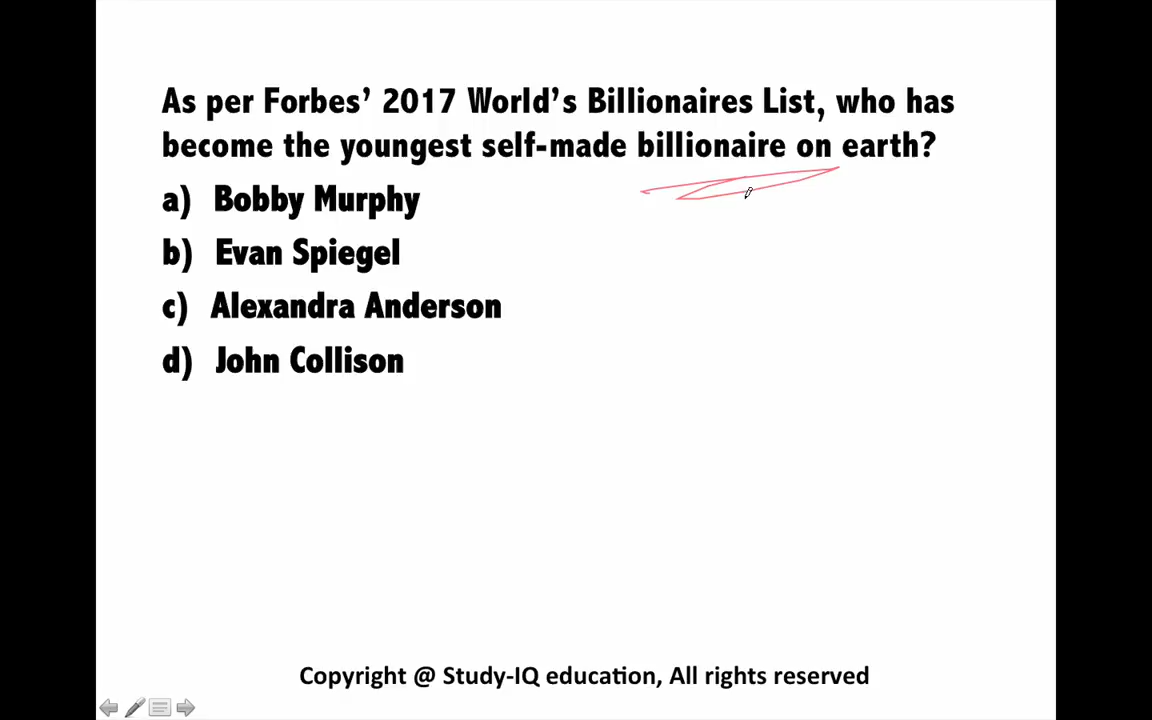 As per Forbes’ 2017 World’s Billionaires List, who has
become the youngest self-made billionaire on earth?
a) Bobby Murphy
b) Evan Spiegel
c) Alexandra Anderson
d) John Collison
Copyright @ Study-IQ education, All rights reserved